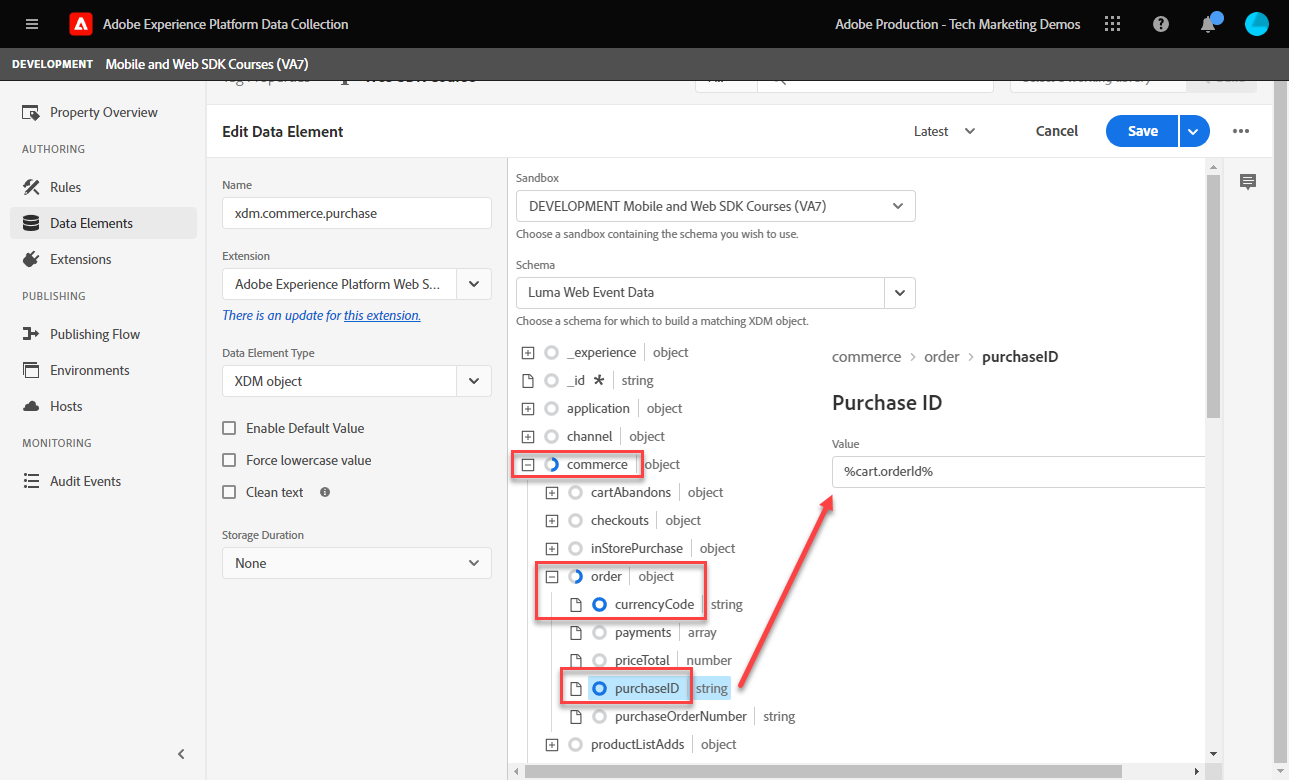 Adobe Experience Platform Data Collection
Adobe Production - Tech Marketing Demos
DEVELOPMENT Mobile and Web SDK Courses (VA7)
Property Overview
AUTHORING
Rules
Data Elements
Extensions
PUBLISHING
Publishing Flow
Environments
Hosts
MONITORING
Audit Events
Edit Data Element
Latest
Cancel
Save
Name
xdm.commerce.purchase
Extension
Adobe Experience Platform Web S...
There is an update for this extension.
Data Element Type
XDM object
Enable Default Value
Force lowercase value
Clean text
Storage Duration
None
Sandbox
DEVELOPMENT Mobile and Web SDK Courses (VA7)
Choose a sandbox containing the schema you wish to use.
Schema
Luma Web Event Data
Choose a schema for which to build a matching XDM object.
_experience object
_id * string
application object
channel object
commerce object
cartAbandons object
checkouts object
inStorePurchase object
order object
currencyCode string
payments array
priceTotal number
purchaseID string
purchaseOrderNumber string
productListAdds object
commerce > order > purchaseID
Purchase ID
Value
%cart.orderId%